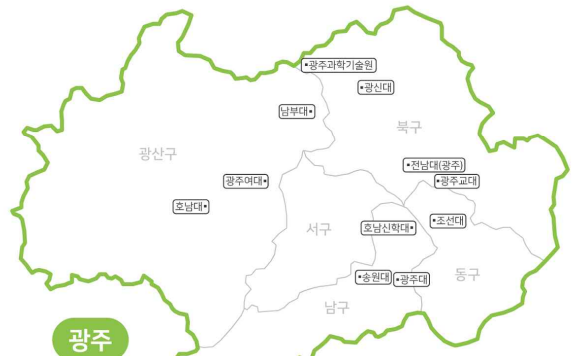 광주과학기술원
광신대
남부대
북구
광산구
전남대(광주)
광주여대
광주교대
호남대
조선대
서구
호남신학대
송원대
광주대
동구
남구
광주